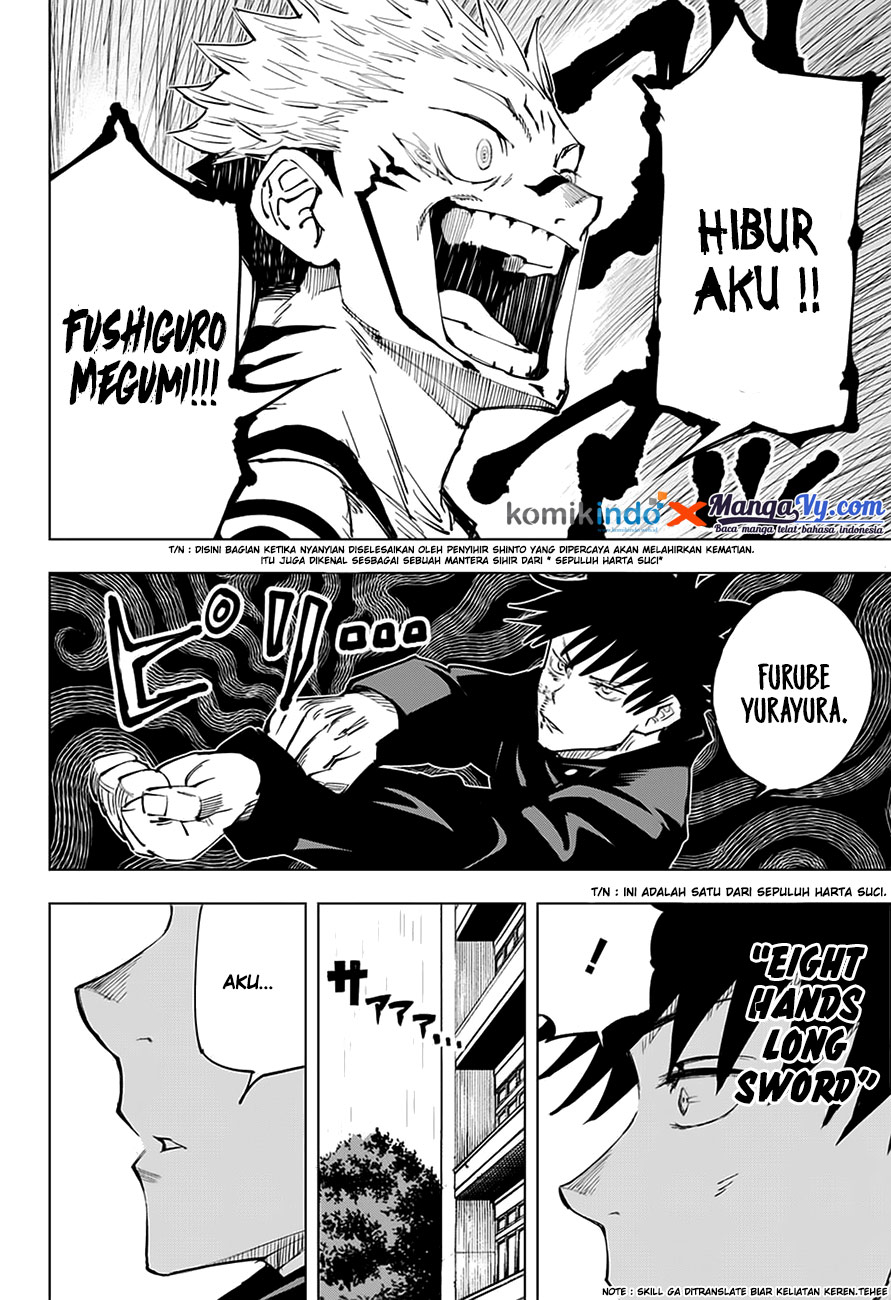 HIBUR
AKU !!
FUSHIGURO
MEGUMI!!!
komikindo X MangaVy.com
Baca manga telat bahasa indonesia
T/N : DISINI BAGIAN KETIKA NYANYIAN DISELESAIKAN OLEH PENYIHIR SHINTO YANG DIPERCAYA AKAN MELAHIRKAN KEMATIAN.
ITU JUGA DIKENAL SESBAGAI SEBUAH MANTERA SIHIR DARI " SEPULUH HARTA SUCI"
FURUBE
YURAYURA.
ピリ...ロロロ
T/N : INI ADALAH SATU DARI SEPULUH HARTA SUCI.
"EIGHT
HANDS
LONG
SWORD"
!
サァァァ...
AKU...
NOTE : SKILL GA DITRANSLATE BIAR KELIATAN KEREN.TEHEE